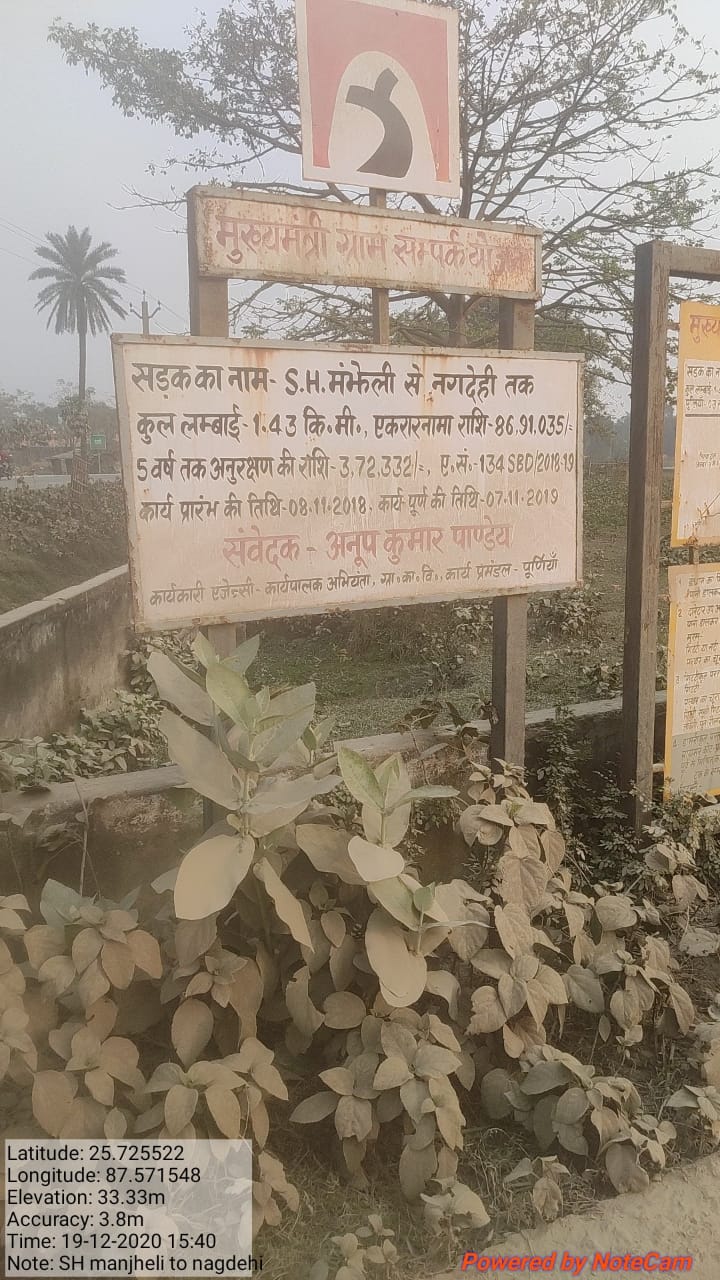 मुख्यमंत्री ग्राम सम्पर्क योजना
सड़क का नाम- S.H. मंझेली से नगदेही तक
कुल लम्बाई- 1.43 कि॰मी॰, एकरारनामा राशि- 86,91,035/=
5 वर्ष तक अनुरक्षण की राशि- 3,72,332/=, ए॰ सं॰-134 SBD/2018-19
कार्य प्रारंभ की तिथि-08.11.2018, कार्य पूर्ण की तिथि-07.11.2019
संवेदक - अनूप कुमार पाण्डेय
कार्यकारी एजेन्सी- कार्यपालक अभियंता, ग्रा॰का॰वि॰, कार्य प्रमंडल - पूर्णियाँ
Latitude: 25.725522
Longitude: 87.571548
Elevation: 33.33m
Accuracy: 3.8m
Time: 19-12-2020 15:40
Note: SH manjheli to nagdehi
Powered by NoteCam